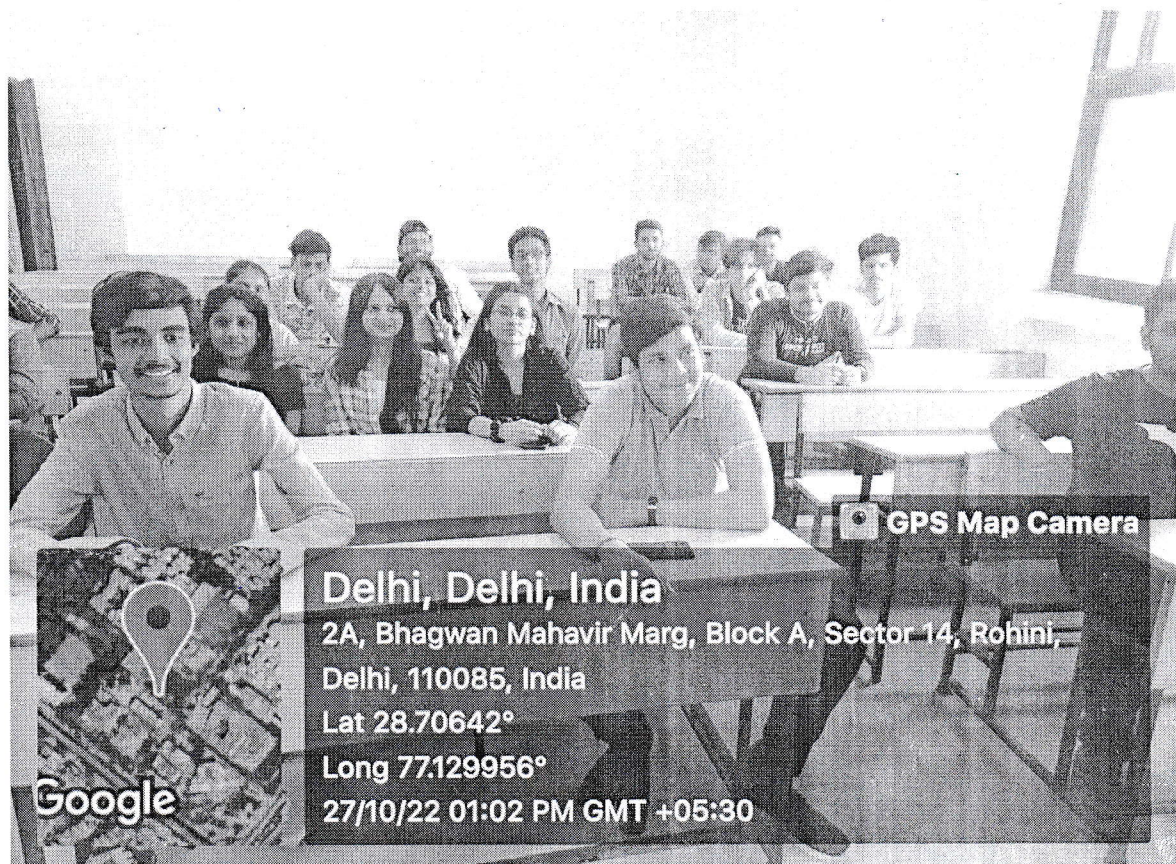 GPS Map Camera
Delhi, Delhi, India
2A, Bhagwan Mahavir Marg, Block A, Sector 14, Rohini,
Delhi, 110085, India
Lat 28.70642°
Long 77.129956°
27/10/22 01:02 PM GMT +05:30
Google